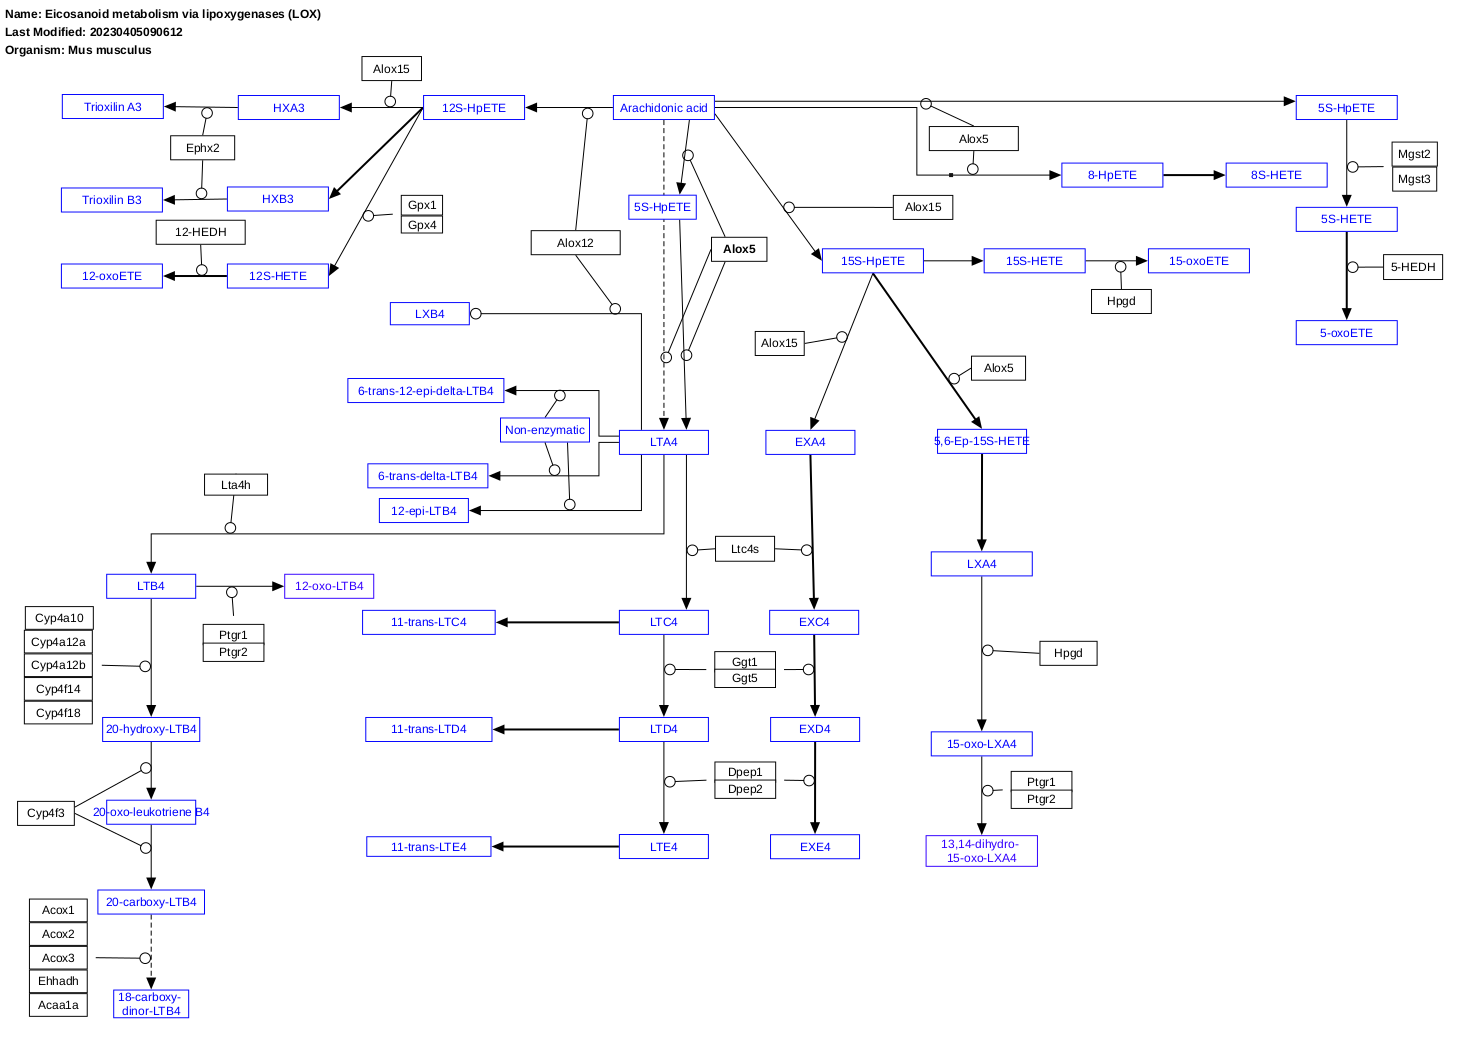 Name: Eicosanoid metabolism via lipoxygenases (LOX)
Last Modified: 20230405090612
Organism: Mus musculus
Alox15
Trioxilin A3
HXA3
12S-HpETE
Arachidonic acid
5S-HpETE
Alox5
Ephx2
Mgst2
Mgst3
8-HpETE
8S-HETE
Trioxilin B3
HXB3
Gpx1
Gpx4
5S-HpETE
Alox15
5S-HETE
12-HEDH
Alox12
Alox5
12-oxoETE
12S-HETE
15S-HpETE
15S-HETE
15-oxoETE
5-HEDH
Hpgd
LXB4
5-oxoETE
Alox15
Alox5
6-trans-12-epi-delta-LTB4
Non-enzymatic
LTA4
EXA4
5,6-Ep-15S-HETE
6-trans-delta-LTB4
Lta4h
12-epi-LTB4
Ltc4s
LXA4
LTB4
12-oxo-LTB4
Cyp4a10
Cyp4a12a
Cyp4a12b
Cyp4f14
Cyp4f18
Ptgr1
Ptgr2
11-trans-LTC4
LTC4
EXC4
Ggt1
Ggt5
Hpgd
20-hydroxy-LTB4
11-trans-LTD4
LTD4
EXD4
15-oxo-LXA4
Dpep1
Dpep2
Ptgr1
Ptgr2
Cyp4f3
20-oxo-leukotriene B4
11-trans-LTE4
LTE4
EXE4
13,14-dihydro-
15-oxo-LXA4
20-carboxy-LTB4
Acox1
Acox2
Acox3
Ehhadh
Acaa1a
18-carboxy-
dinor-LTB4